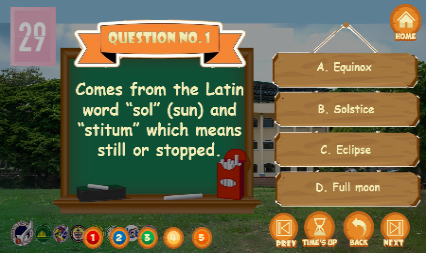 29
QUESTION NO. 1
Comes from the Latin
word "sol" (sun) and
"stitum" which means
still or stopped.
HOME
A. Equinox
B. Solstice
C. Eclipse
D. Full moon
1
2
3
5
PREV
TIME'S UP
BACK
NEXT